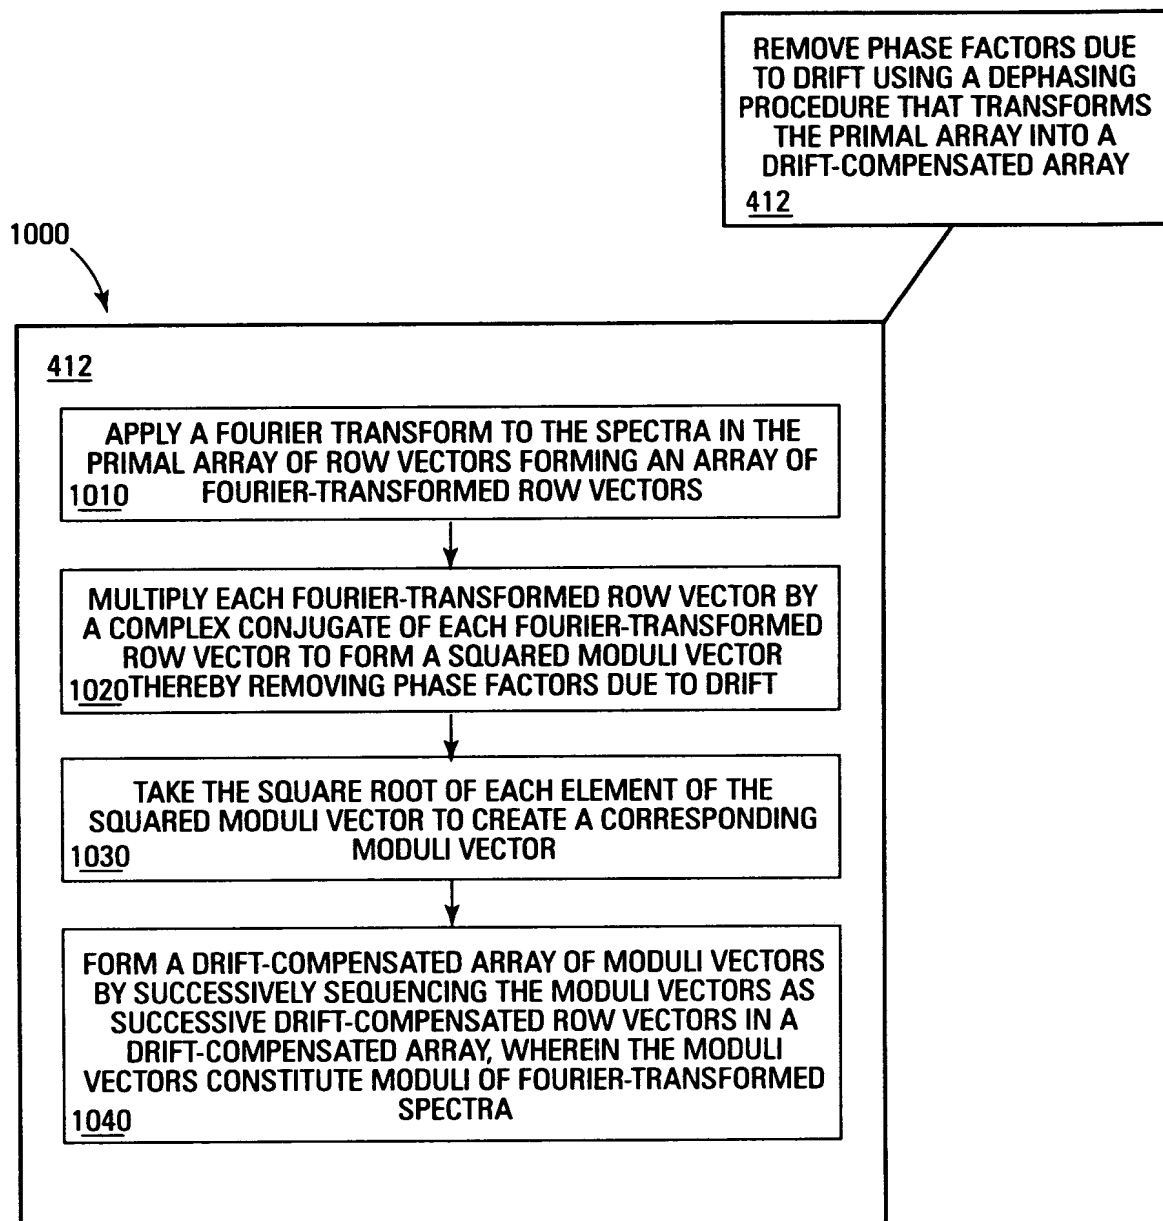 REMOVE PHASE FACTORS DUE
TO DRIFT USING A DEPHASING
PROCEDURE THAT TRANSFORMS
THE PRIMAL ARRAY INTO A
DRIFT-COMPENSATED ARRAY
412
1000
412
APPLY A FOURIER TRANSFORM TO THE SPECTRA IN THE
PRIMAL ARRAY OF ROW VECTORS FORMING AN ARRAY OF
1010 FOURIER-TRANSFORMED ROW VECTORS
MULTIPLY EACH FOURIER-TRANSFORMED ROW VECTOR BY
A COMPLEX CONJUGATE OF EACH FOURIER-TRANSFORMED
ROW VECTOR TO FORM A SQUARED MODULI VECTOR
1020 THEREBY REMOVING PHASE FACTORS DUE TO DRIFT
TAKE THE SQUARE ROOT OF EACH ELEMENT OF THE
SQUARED MODULI VECTOR TO CREATE A CORRESPONDING
1030 MODULI VECTOR
FORM A DRIFT-COMPENSATED ARRAY OF MODULI VECTORS
BY SUCCESSIVELY SEQUENCING THE MODULI VECTORS AS
SUCCESSIVE DRIFT-COMPENSATED ROW VECTORS IN A
DRIFT-COMPENSATED ARRAY, WHEREIN THE MODULI
VECTORS CONSTITUTE MODULI OF FOURIER-TRANSFORMED
1040 SPECTRA